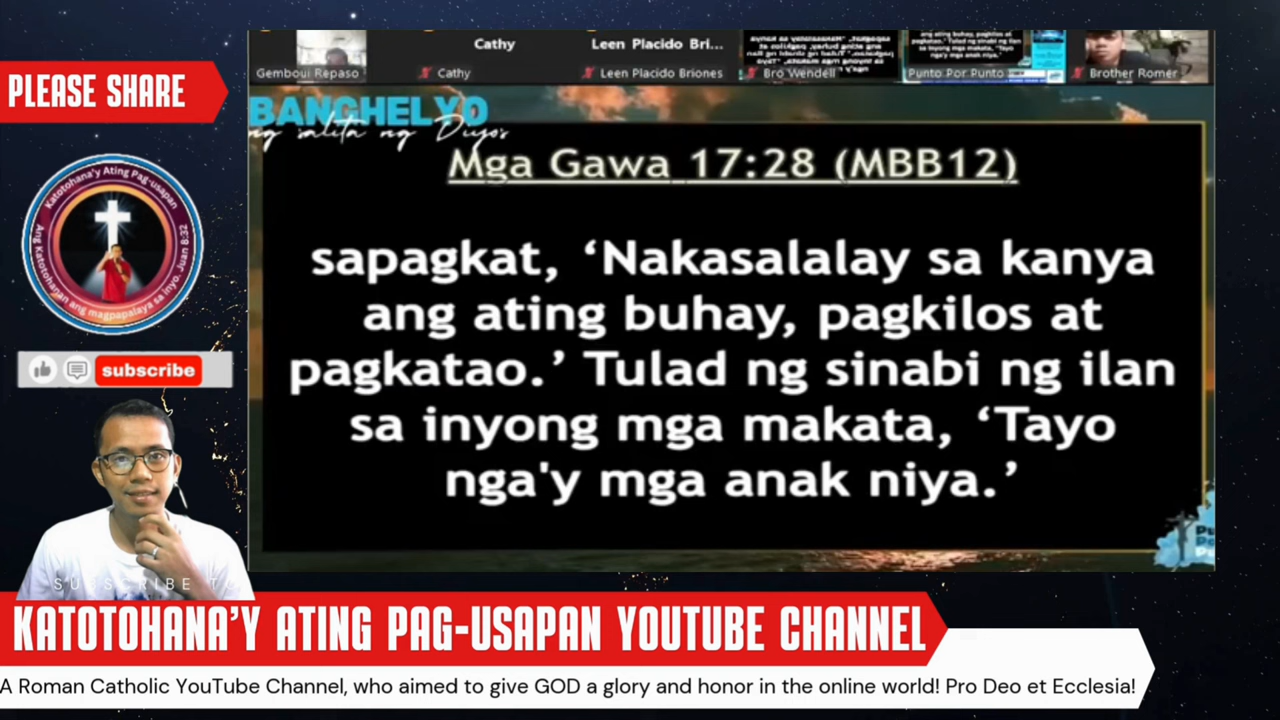 PLEASE SHARE
Katotohana'y Ating Pag-usapan
Ang Katotohanan ang magpapalaya sa inyo, Juan 8:32
subscribe
SUBSCRIBE TO
Cathy
Leen Placido Bri...
Gemboui Repaso
Cathy
Leen Placido Briones
Bro Wendell
Punto Por Punto
Brother Romer
BANGHELYO
ng salita ng Diyos
Mga Gawa 17:28 (MBB12)
sapagkat, ‘Nakasalalay sa kanya
ang ating buhay, pagkilos at
pagkatao.’ Tulad ng sinabi ng ilan
sa inyong mga makata, ‘Tayo
nga'y mga anak niya.’
KATOTOHANA’Y ATING PAG-USAPAN YOUTUBE CHANNEL
A Roman Catholic YouTube Channel, who aimed to give GOD a glory and honor in the online world! Pro Deo et Ecclesia!